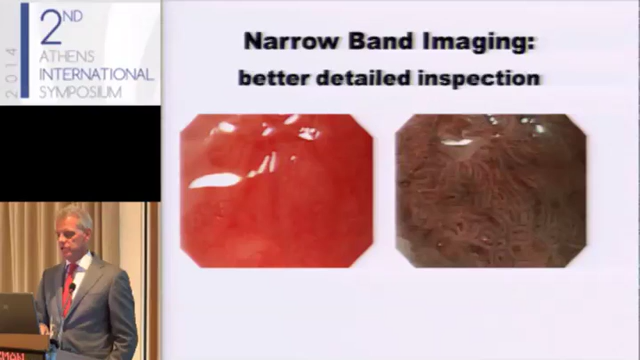 2014
2ND
ATHENS
INTERNATIONAL
SYMPOSIUM
Narrow Band Imaging:
better detailed inspection